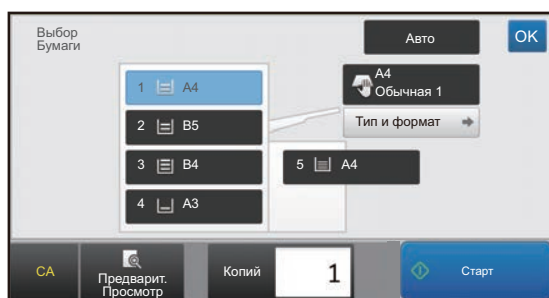 Выбор
Бумаги
Авто
OK
1 A4
A4
Обычная 1
2 B5
Тип и формат
3 B4
5 A4
4 A3
CA
Предварит.
Просмотр
Копий
1
Старт